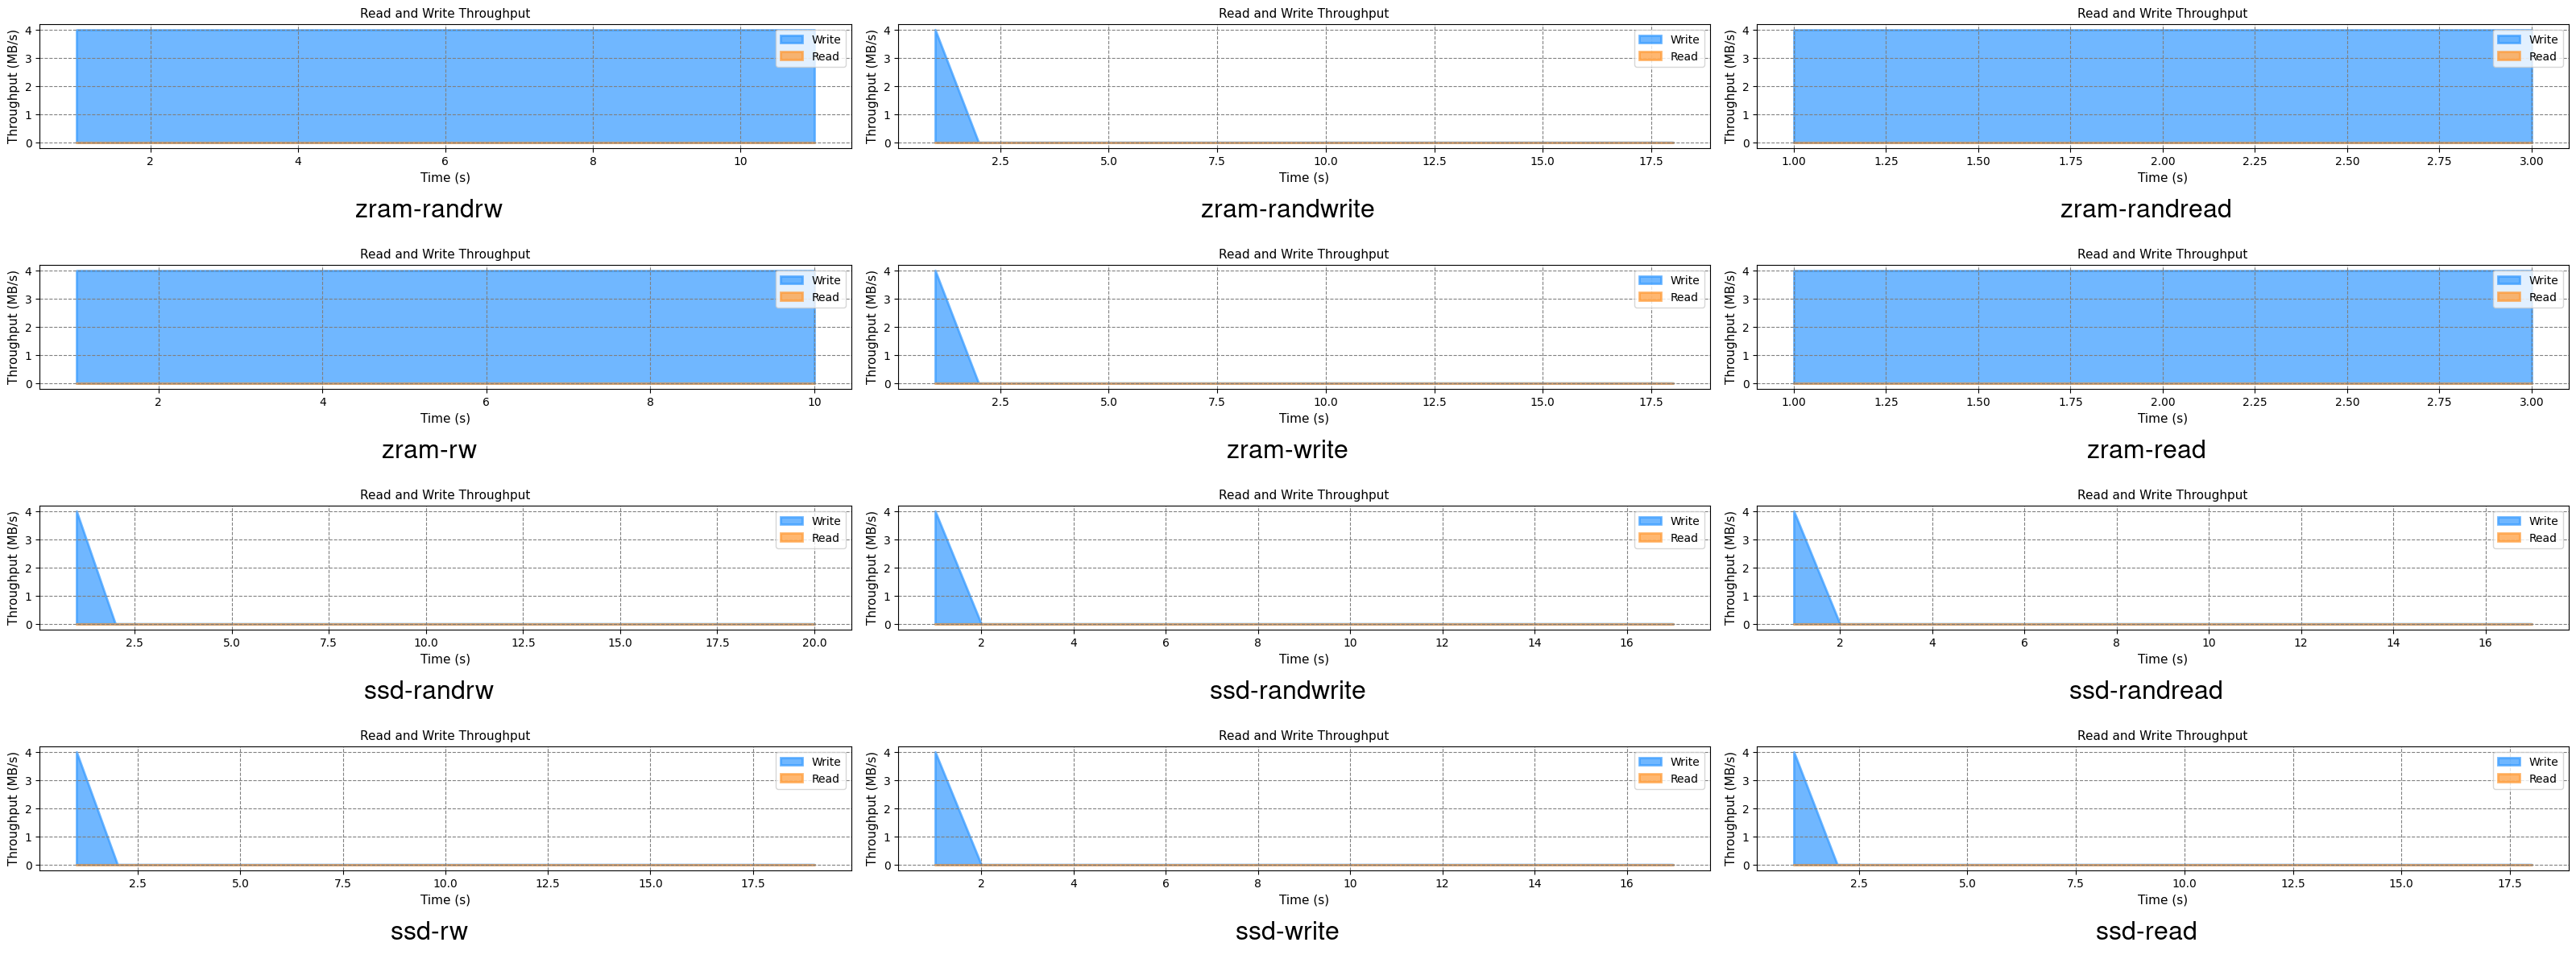 Read and Write Throughput
Throughput (MB/s)
4
3
2
1
0
Write
Read
2 4 6 8 10
Time (s)
zram-randrw
Read and Write Throughput
Throughput (MB/s)
4
3
2
1
0
Write
Read
2.5 5.0 7.5 10.0 12.5 15.0 17.5
Time (s)
zram-randwrite
Read and Write Throughput
Throughput (MB/s)
4
3
2
1
0
Write
Read
1.00 1.25 1.50 1.75 2.00 2.25 2.50 2.75 3.00
Time (s)
zram-randread
Read and Write Throughput
Throughput (MB/s)
4
3
2
1
0
Write
Read
2 4 6 8 10
Time (s)
zram-rw
Read and Write Throughput
Throughput (MB/s)
4
3
2
1
0
Write
Read
2.5 5.0 7.5 10.0 12.5 15.0 17.5
Time (s)
zram-write
Read and Write Throughput
Throughput (MB/s)
4
3
2
1
0
Write
Read
1.00 1.25 1.50 1.75 2.00 2.25 2.50 2.75 3.00
Time (s)
zram-read
Read and Write Throughput
Throughput (MB/s)
4
3
2
1
0
Write
Read
2.5 5.0 7.5 10.0 12.5 15.0 17.5 20.0
Time (s)
ssd-randrw
Read and Write Throughput
Throughput (MB/s)
4
3
2
1
0
Write
Read
2 4 6 8 10 12 14 16
Time (s)
ssd-randwrite
Read and Write Throughput
Throughput (MB/s)
4
3
2
1
0
Write
Read
2 4 6 8 10 12 14 16
Time (s)
ssd-randread
Read and Write Throughput
Throughput (MB/s)
4
3
2
1
0
Write
Read
2.5 5.0 7.5 10.0 12.5 15.0 17.5
Time (s)
ssd-rw
Read and Write Throughput
Throughput (MB/s)
4
3
2
1
0
Write
Read
2 4 6 8 10 12 14 16
Time (s)
ssd-write
Read and Write Throughput
Throughput (MB/s)
4
3
2
1
0
Write
Read
2.5 5.0 7.5 10.0 12.5 15.0 17.5
Time (s)
ssd-read